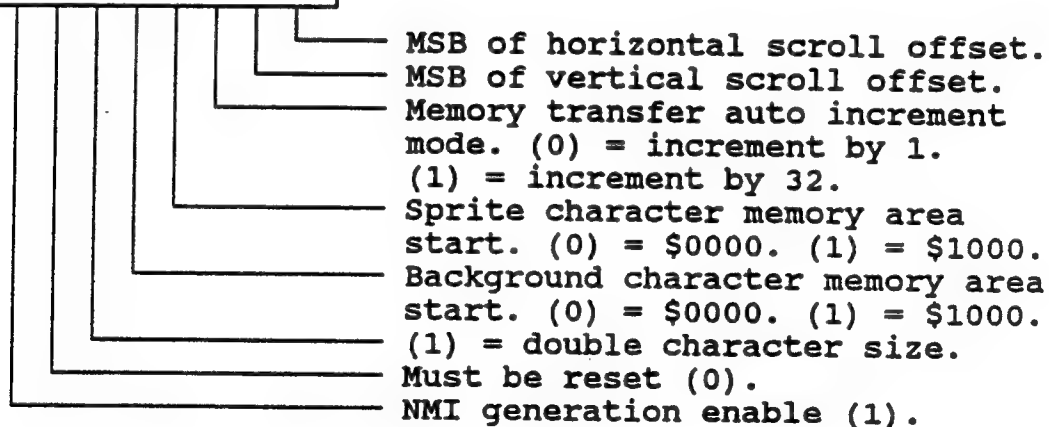 MSB of horizontal scroll offset.
MSB of vertical scroll offset.
Memory transfer auto increment
mode. (0) = increment by 1.
(1) = increment by 32.
Sprite character memory area
start. (0) = $0000. (1) = $1000.
Background character memory area
start. (0) = $0000. (1) = $1000.
(1) = double character size.
Must be reset (0).
NMI generation enable (1).